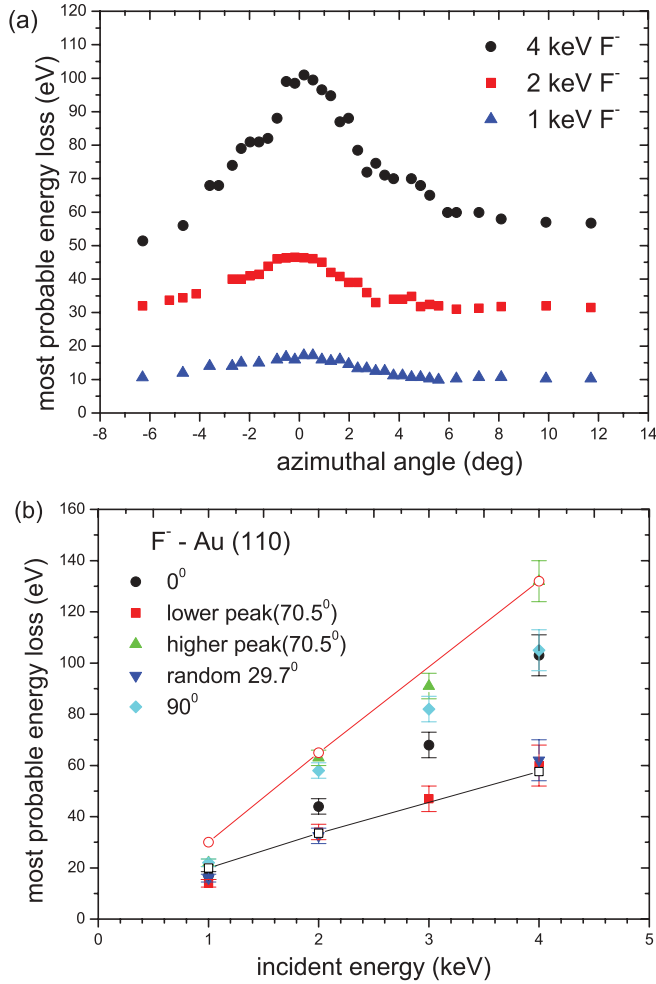 (a)
120
110
100
90
80
70
60
50
40
30
20
10
0
most probable energy loss (eV)
4 keV F⁻
2 keV F⁻
1 keV F⁻
-8 -6 -4 -2 0 2 4 6 8 10 12 14
azimuthal angle (deg)
(b)
160
140
120
100
80
60
40
20
0
most probable energy loss (eV)
F⁻ - Au (110)
0⁰
lower peak(70.5⁰)
higher peak(70.5⁰)
random 29.7⁰
90⁰
0 1 2 3 4 5
incident energy (keV)